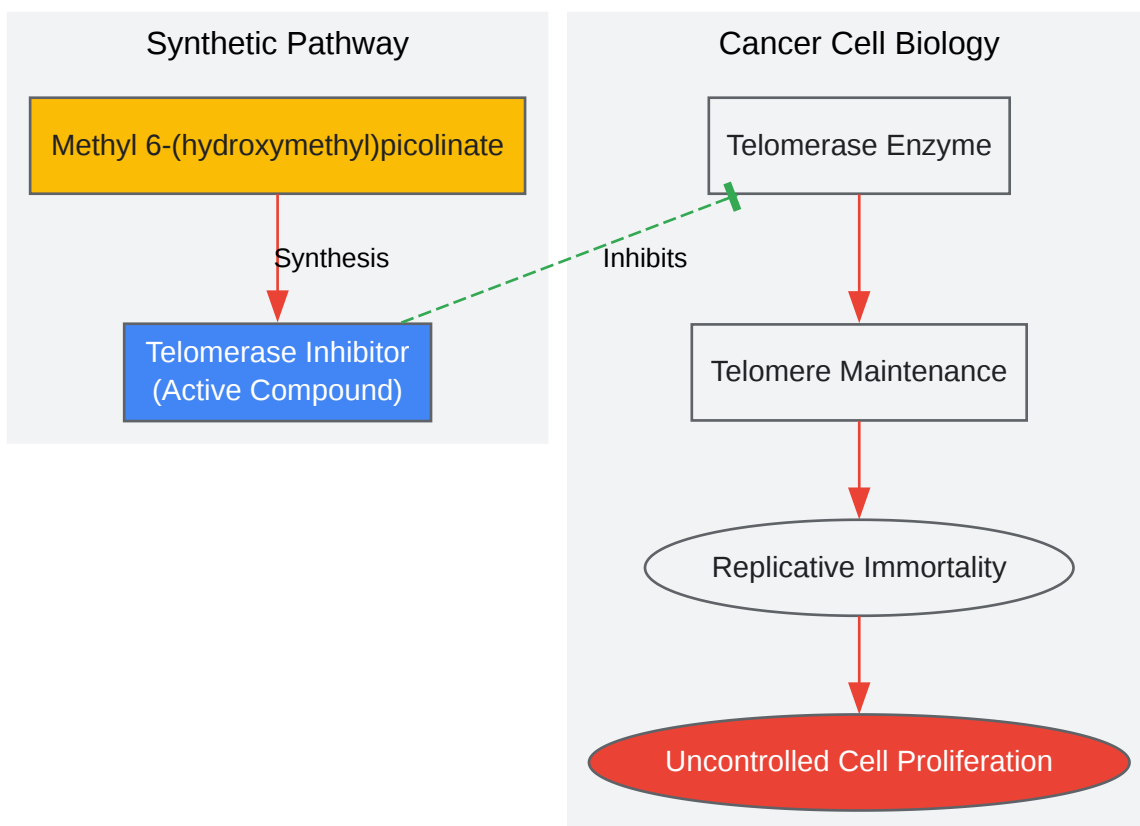 Synthetic Pathway
Methyl 6-(hydroxymethyl)picolinate
Synthesis
Telomerase Inhibitor
(Active Compound)
Inhibits
Cancer Cell Biology
Telomerase Enzyme
Telomere Maintenance
Replicative Immortality
Uncontrolled Cell Proliferation